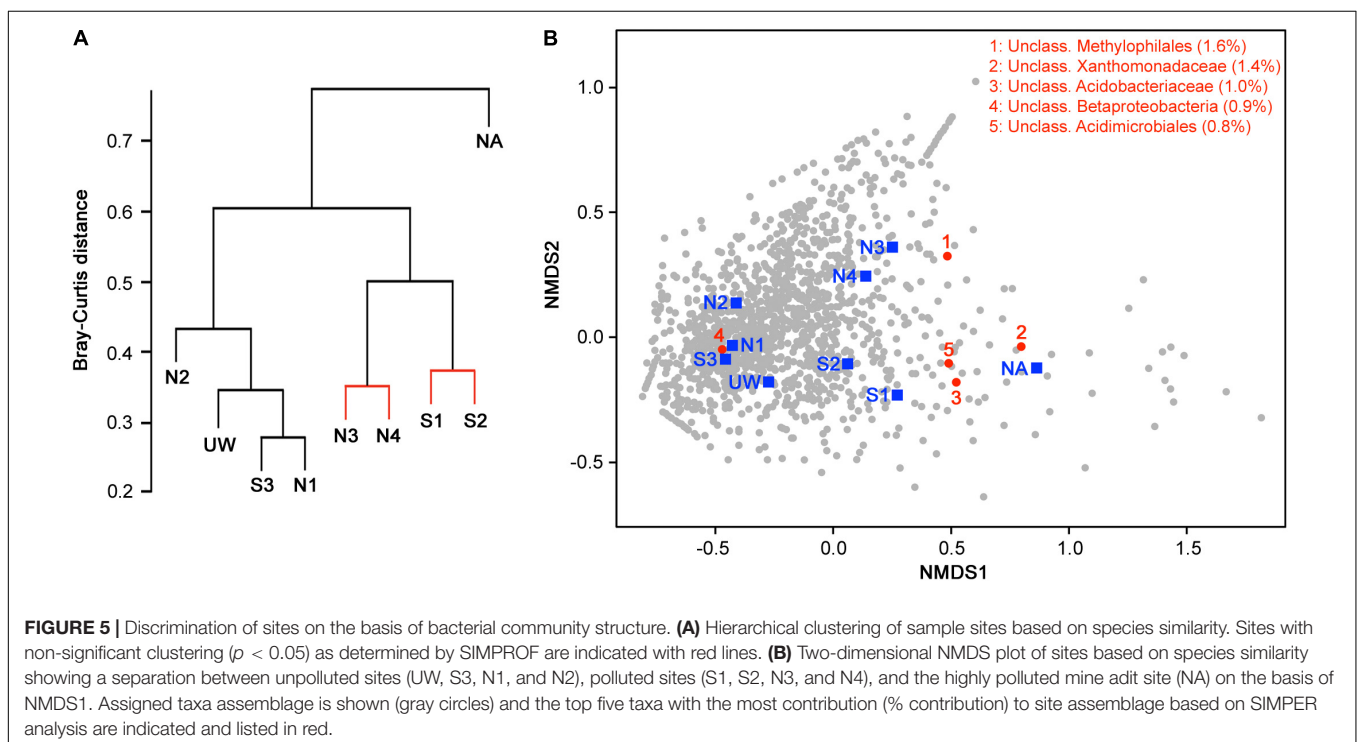 A
B
Bray-Curtis distance
0.7
0.6
0.5
0.4
0.3
0.2
NA
N2
UW
S3
N1
N3
N4
S1
S2
1: Unclass. Methylophilales (1.6%)
2: Unclass. Xanthomonadaceae (1.4%)
3: Unclass. Acidobacteriaceae (1.0%)
4: Unclass. Betaproteobacteria (0.9%)
5: Unclass. Acidimicrobiales (0.8%)
NMDS2
1.0
0.5
0.0
-0.5
N3
1
N4
N2
4
N1
S3
UW
S2
S1
5
3
2
NA
-0.5
0.0
0.5
1.0
1.5
NMDS1
FIGURE 5 | Discrimination of sites on the basis of bacterial community structure. (A) Hierarchical clustering of sample sites based on species similarity. Sites with
non-significant clustering (p < 0.05) as determined by SIMPROF are indicated with red lines. (B) Two-dimensional NMDS plot of sites based on species similarity
showing a separation between unpolluted sites (UW, S3, N1, and N2), polluted sites (S1, S2, N3, and N4), and the highly polluted mine adit site (NA) on the basis of
NMDS1. Assigned taxa assemblage is shown (gray circles) and the top five taxa with the most contribution (% contribution) to site assemblage based on SIMPER
analysis are indicated and listed in red.